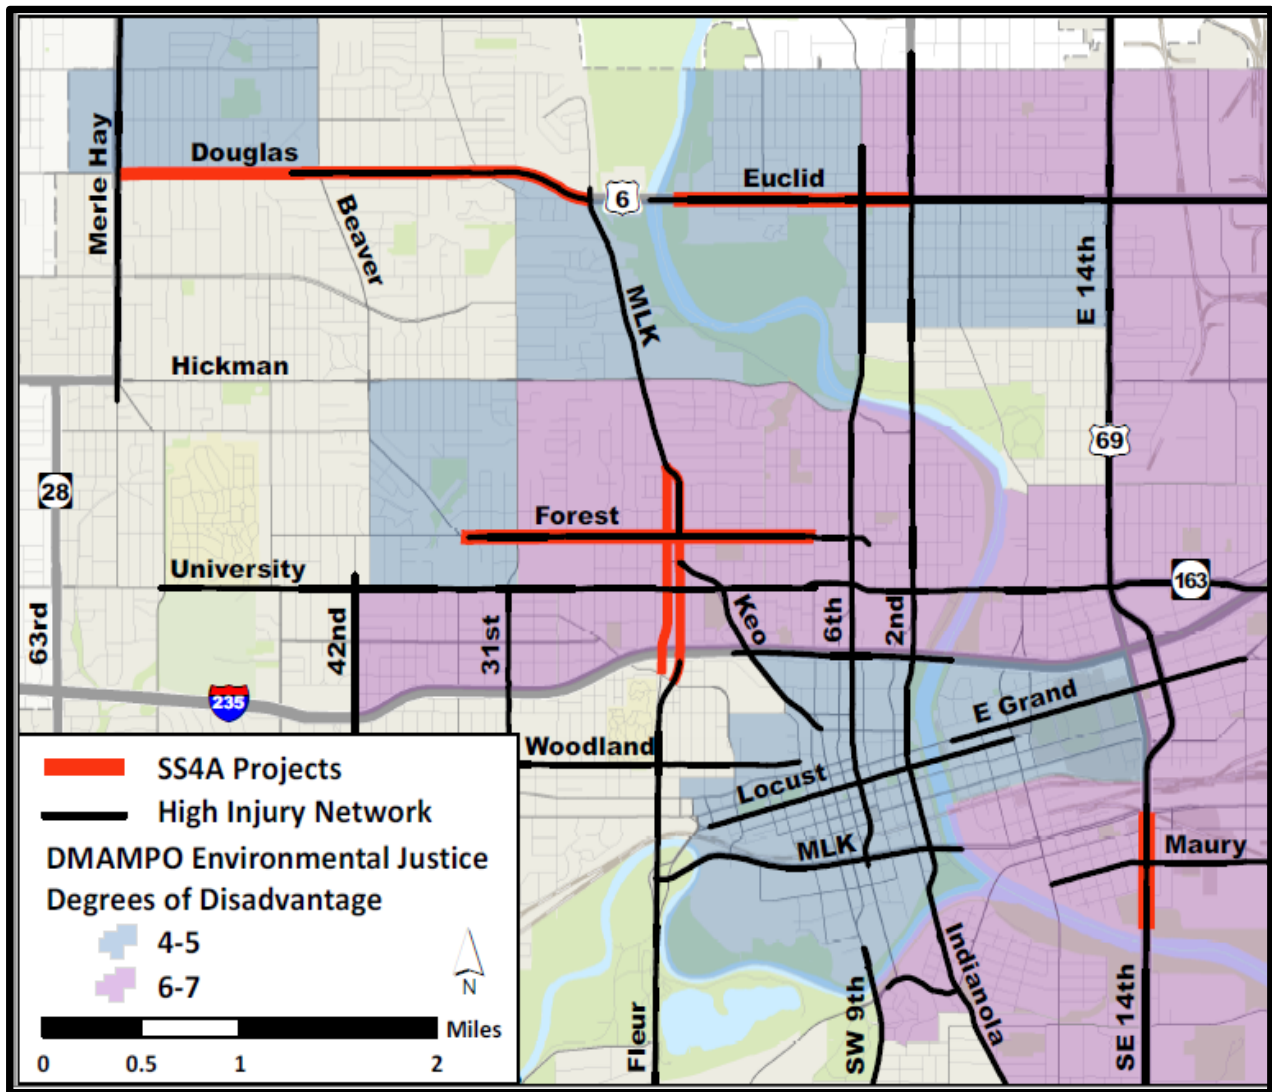 Merle Hay
Douglas
Beaver
6
Euclid
MLK
E 14th
Hickman
69
28
Forest
University
163
63rd
42nd
31st
Keo
6th
2nd
235
E Grand
Woodland
Locust
MLK
Maury
Fleur
SW 9th
Indianola
SE 14th
SS4A Projects
High Injury Network
DMAMPO Environmental Justice
Degrees of Disadvantage
4-5
6-7
N
Miles
0 0.5 1 2